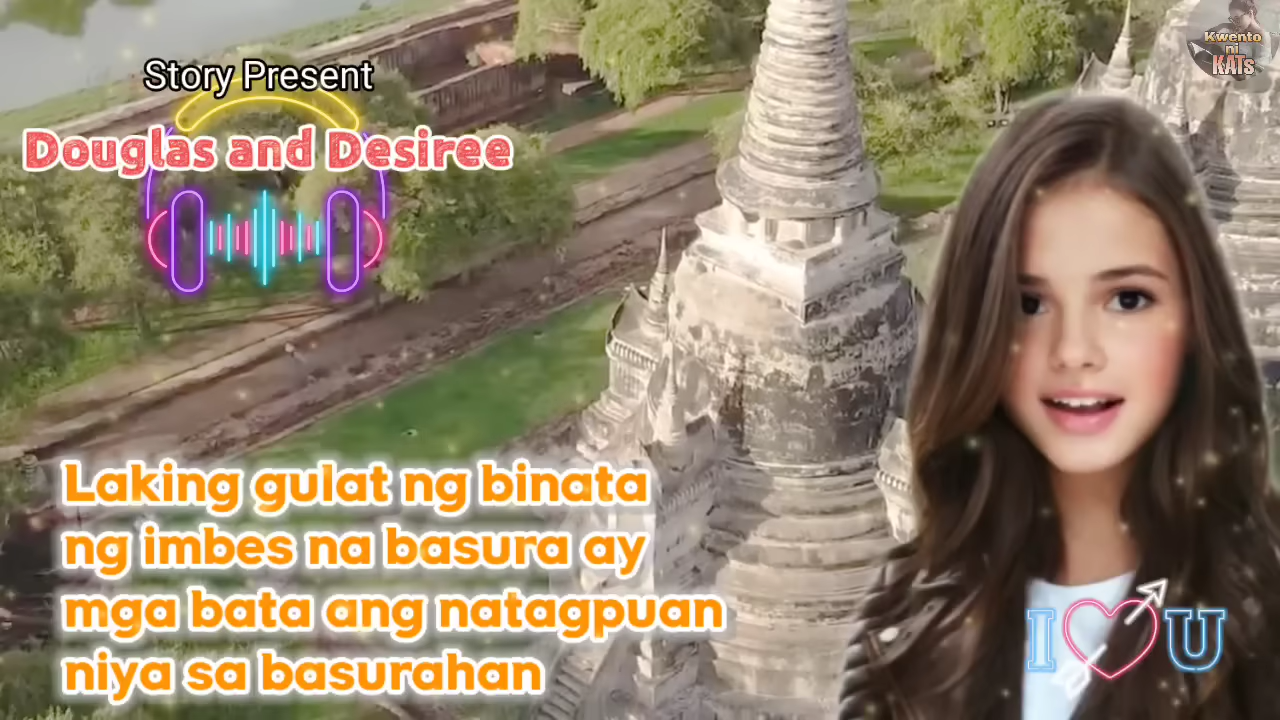 Story Present
Douglas and Desiree
Kwento
ni
KATs
Laking gulat ng binata
ng imbes na basura ay
mga bata ang natagpuan
niya sa basurahan
I U